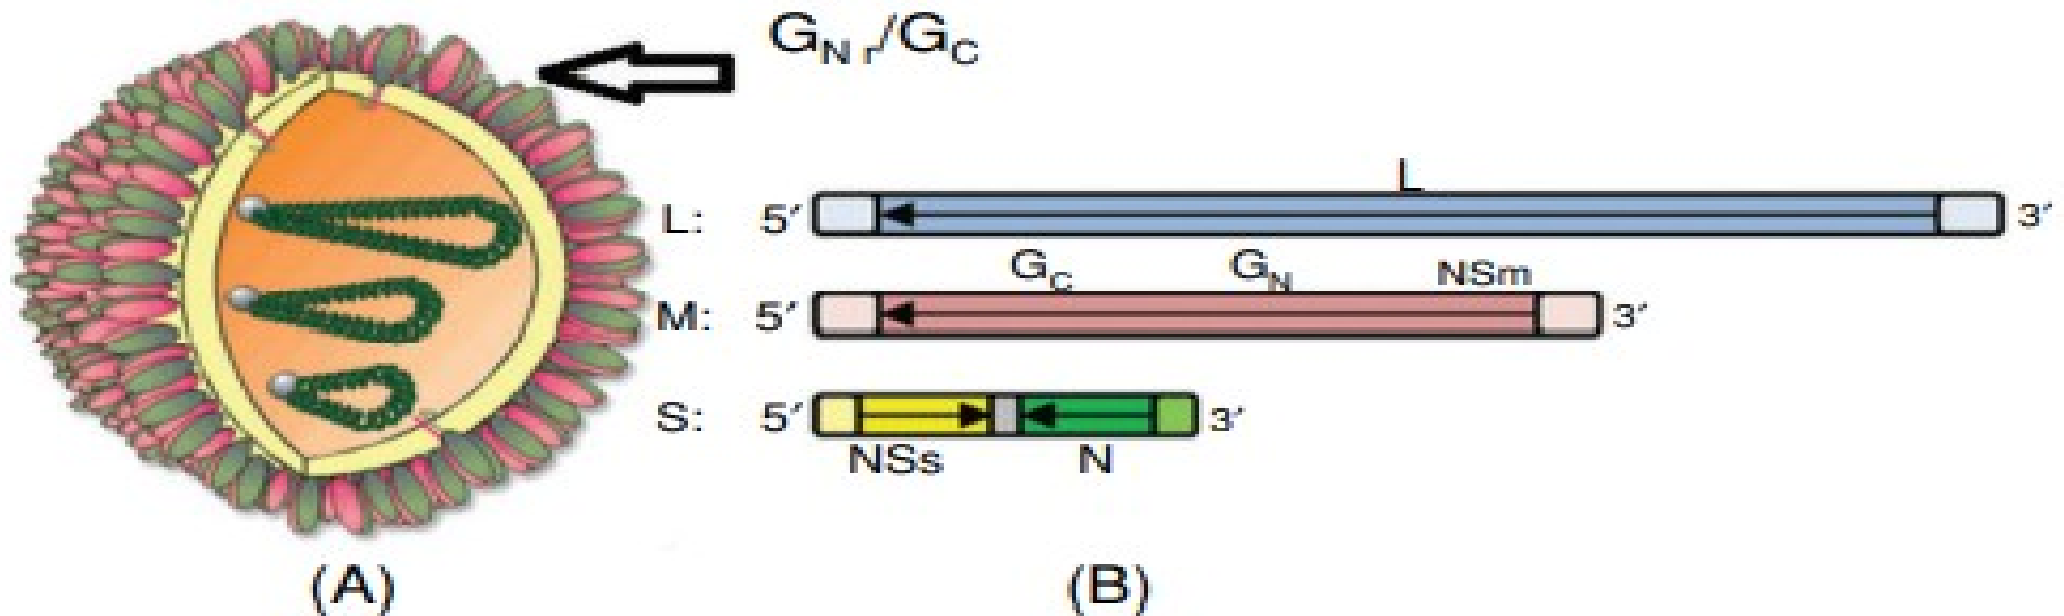 GN r/GC
L
L: 5′ 3′
GC GN NSm
M: 5′ 3′
S: 5′ 3′
NSs N
(A) (B)